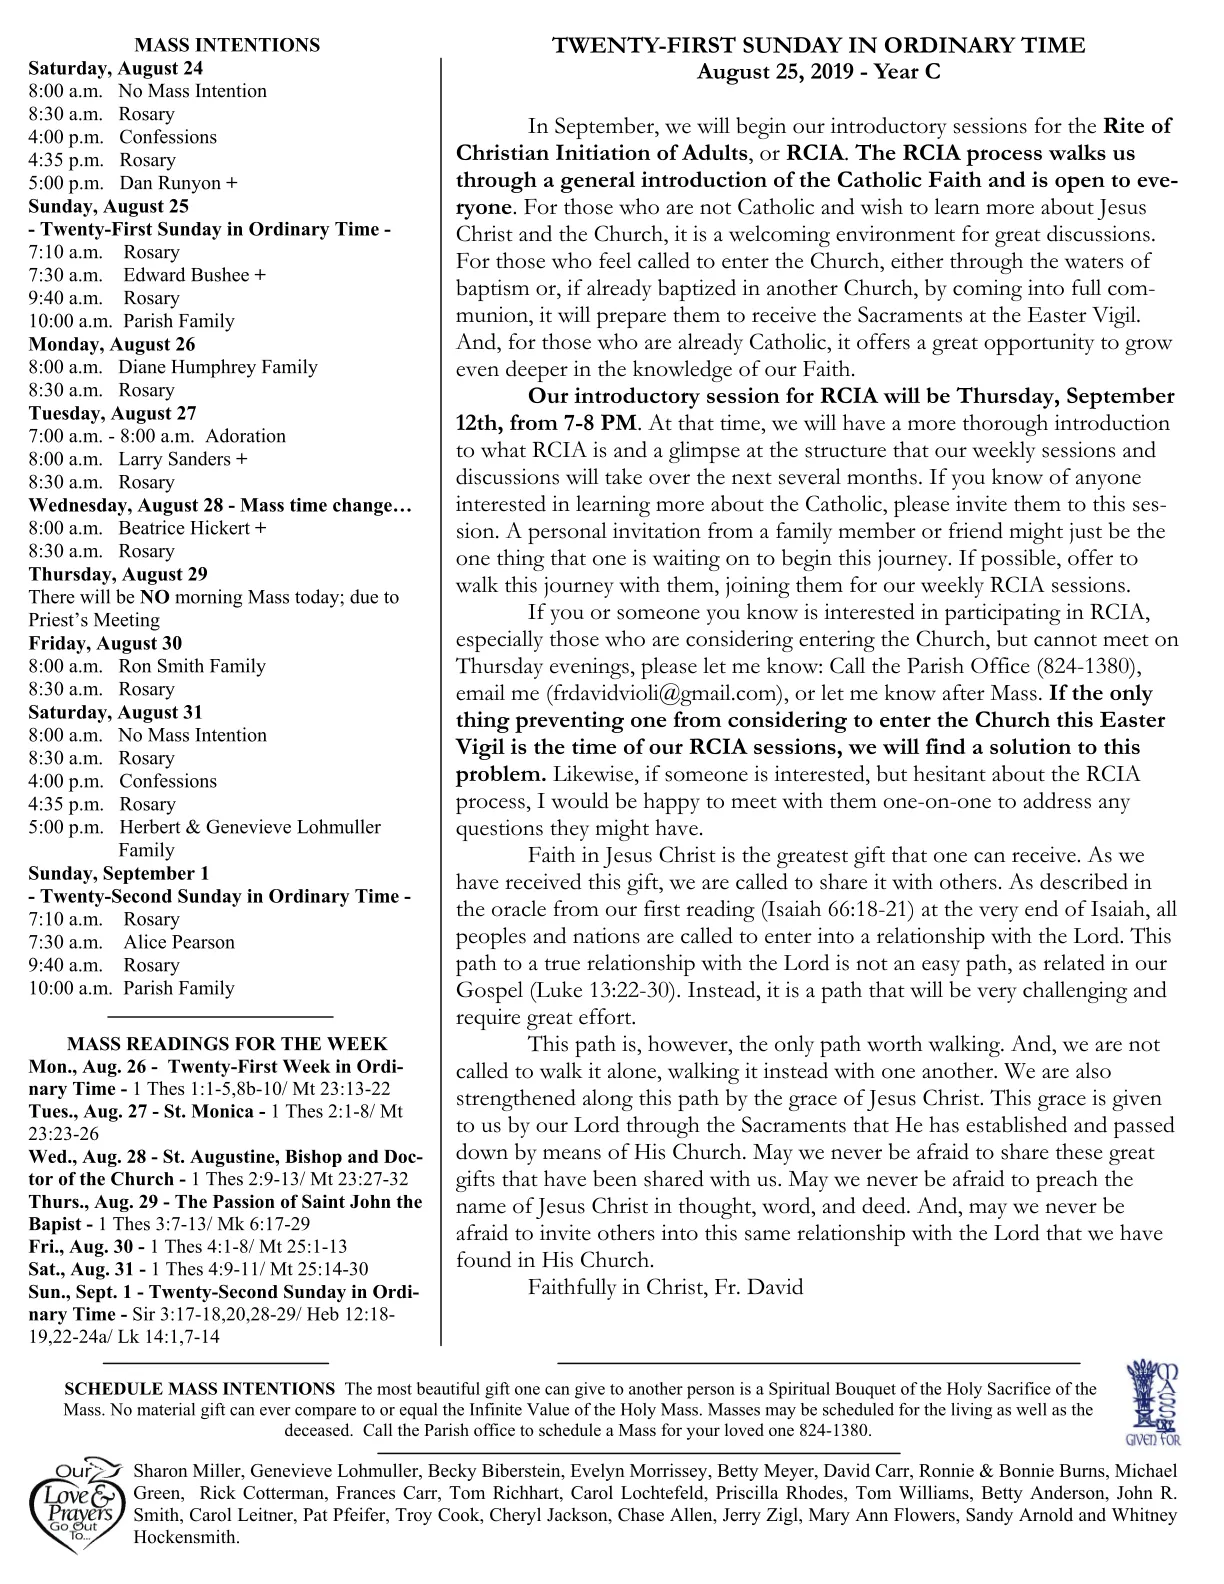 MASS INTENTIONS
Saturday, August 24
8:00 a.m. No Mass Intention
8:30 a.m. Rosary
4:00 p.m. Confessions
4:35 p.m. Rosary
5:00 p.m. Dan Runyon +
Sunday, August 25
- Twenty-First Sunday in Ordinary Time -
7:10 a.m. Rosary
7:30 a.m. Edward Bushee +
9:40 a.m. Rosary
10:00 a.m. Parish Family
Monday, August 26
8:00 a.m. Diane Humphrey Family
8:30 a.m. Rosary
Tuesday, August 27
7:00 a.m. - 8:00 a.m. Adoration
8:00 a.m. Larry Sanders +
8:30 a.m. Rosary
Wednesday, August 28 - Mass time change…
8:00 a.m. Beatrice Hickert +
8:30 a.m. Rosary
Thursday, August 29
There will be NO morning Mass today; due to
Priest's Meeting
Friday, August 30
8:00 a.m. Ron Smith Family
8:30 a.m. Rosary
Saturday, August 31
8:00 a.m. No Mass Intention
8:30 a.m. Rosary
4:00 p.m. Confessions
4:35 p.m. Rosary
5:00 p.m. Herbert & Genevieve Lohmuller
Family
Sunday, September 1
- Twenty-Second Sunday in Ordinary Time -
7:10 a.m. Rosary
7:30 a.m. Alice Pearson
9:40 a.m. Rosary
10:00 a.m. Parish Family
MASS READINGS FOR THE WEEK
Mon., Aug. 26 - Twenty-First Week in Ordi-
nary Time - 1 Thes 1:1-5,8b-10/ Mt 23:13-22
Tues., Aug. 27 - St. Monica - 1 Thes 2:1-8/ Mt
23:23-26
Wed., Aug. 28 - St. Augustine, Bishop and Doc-
tor of the Church - 1 Thes 2:9-13/ Mt 23:27-32
Thurs., Aug. 29 - The Passion of Saint John the
Bapist - 1 Thes 3:7-13/ Mk 6:17-29
Fri., Aug. 30 - 1 Thes 4:1-8/ Mt 25:1-13
Sat., Aug. 31 - 1 Thes 4:9-11/ Mt 25:14-30
Sun., Sept. 1 - Twenty-Second Sunday in Ordi-
nary Time - Sir 3:17-18,20,28-29/ Heb 12:18-
19,22-24a/ Lk 14:1,7-14
TWENTY-FIRST SUNDAY IN ORDINARY TIME
August 25, 2019 - Year C
In September, we will begin our introductory sessions for the Rite of
Christian Initiation of Adults, or RCIA. The RCIA process walks us
through a general introduction of the Catholic Faith and is open to eve-
ryone. For those who are not Catholic and wish to learn more about Jesus
Christ and the Church, it is a welcoming environment for great discussions.
For those who feel called to enter the Church, either through the waters of
baptism or, if already baptized in another Church, by coming into full com-
munion, it will prepare them to receive the Sacraments at the Easter Vigil.
And, for those who are already Catholic, it offers a great opportunity to grow
even deeper in the knowledge of our Faith.
Our introductory session for RCIA will be Thursday, September
12th, from 7-8 PM. At that time, we will have a more thorough introduction
to what RCIA is and a glimpse at the structure that our weekly sessions and
discussions will take over the next several months. If you know of anyone
interested in learning more about the Catholic, please invite them to this ses-
sion. A personal invitation from a family member or friend might just be the
one thing that one is waiting on to begin this journey. If possible, offer to
walk this journey with them, joining them for our weekly RCIA sessions.
If you or someone you know is interested in participating in RCIA,
especially those who are considering entering the Church, but cannot meet on
Thursday evenings, please let me know: Call the Parish Office (824-1380),
email me (frdavidvioli@gmail.com), or let me know after Mass. If the only
thing preventing one from considering to enter the Church this Easter
Vigil is the time of our RCIA sessions, we will find a solution to this
problem. Likewise, if someone is interested, but hesitant about the RCIA
process, I would be happy to meet with them one-on-one to address any
questions they might have.
Faith in Jesus Christ is the greatest gift that one can receive. As we
have received this gift, we are called to share it with others. As described in
the oracle from our first reading (Isaiah 66:18-21) at the very end of Isaiah, all
peoples and nations are called to enter into a relationship with the Lord. This
path to a true relationship with the Lord is not an easy path, as related in our
Gospel (Luke 13:22-30). Instead, it is a path that will be very challenging and
require great effort.
This path is, however, the only path worth walking. And, we are not
called to walk it alone, walking it instead with one another. We are also
strengthened along this path by the grace of Jesus Christ. This grace is given
to us by our Lord through the Sacraments that He has established and passed
down by means of His Church. May we never be afraid to share these great
gifts that have been shared with us. May we never be afraid to preach the
name of Jesus Christ in thought, word, and deed. And, may we never be
afraid to invite others into this same relationship with the Lord that we have
found in His Church.
Faithfully in Christ, Fr. David
SCHEDULE MASS INTENTIONS The most beautiful gift one can give to another person is a Spiritual Bouquet of the Holy Sacrifice of the
Mass. No material gift can ever compare to or equal the Infinite Value of the Holy Mass. Masses may be scheduled for the living as well as the
deceased. Call the Parish office to schedule a Mass for your loved one 824-1380.
MASS
GIVEN FOR
Our
Love &
Prayers
Go Out
To...
Sharon Miller, Genevieve Lohmuller, Becky Biberstein, Evelyn Morrissey, Betty Meyer, David Carr, Ronnie & Bonnie Burns, Michael
Green, Rick Cotterman, Frances Carr, Tom Richhart, Carol Lochtefeld, Priscilla Rhodes, Tom Williams, Betty Anderson, John R.
Smith, Carol Leitner, Pat Pfeifer, Troy Cook, Cheryl Jackson, Chase Allen, Jerry Zigl, Mary Ann Flowers, Sandy Arnold and Whitney
Hockensmith.